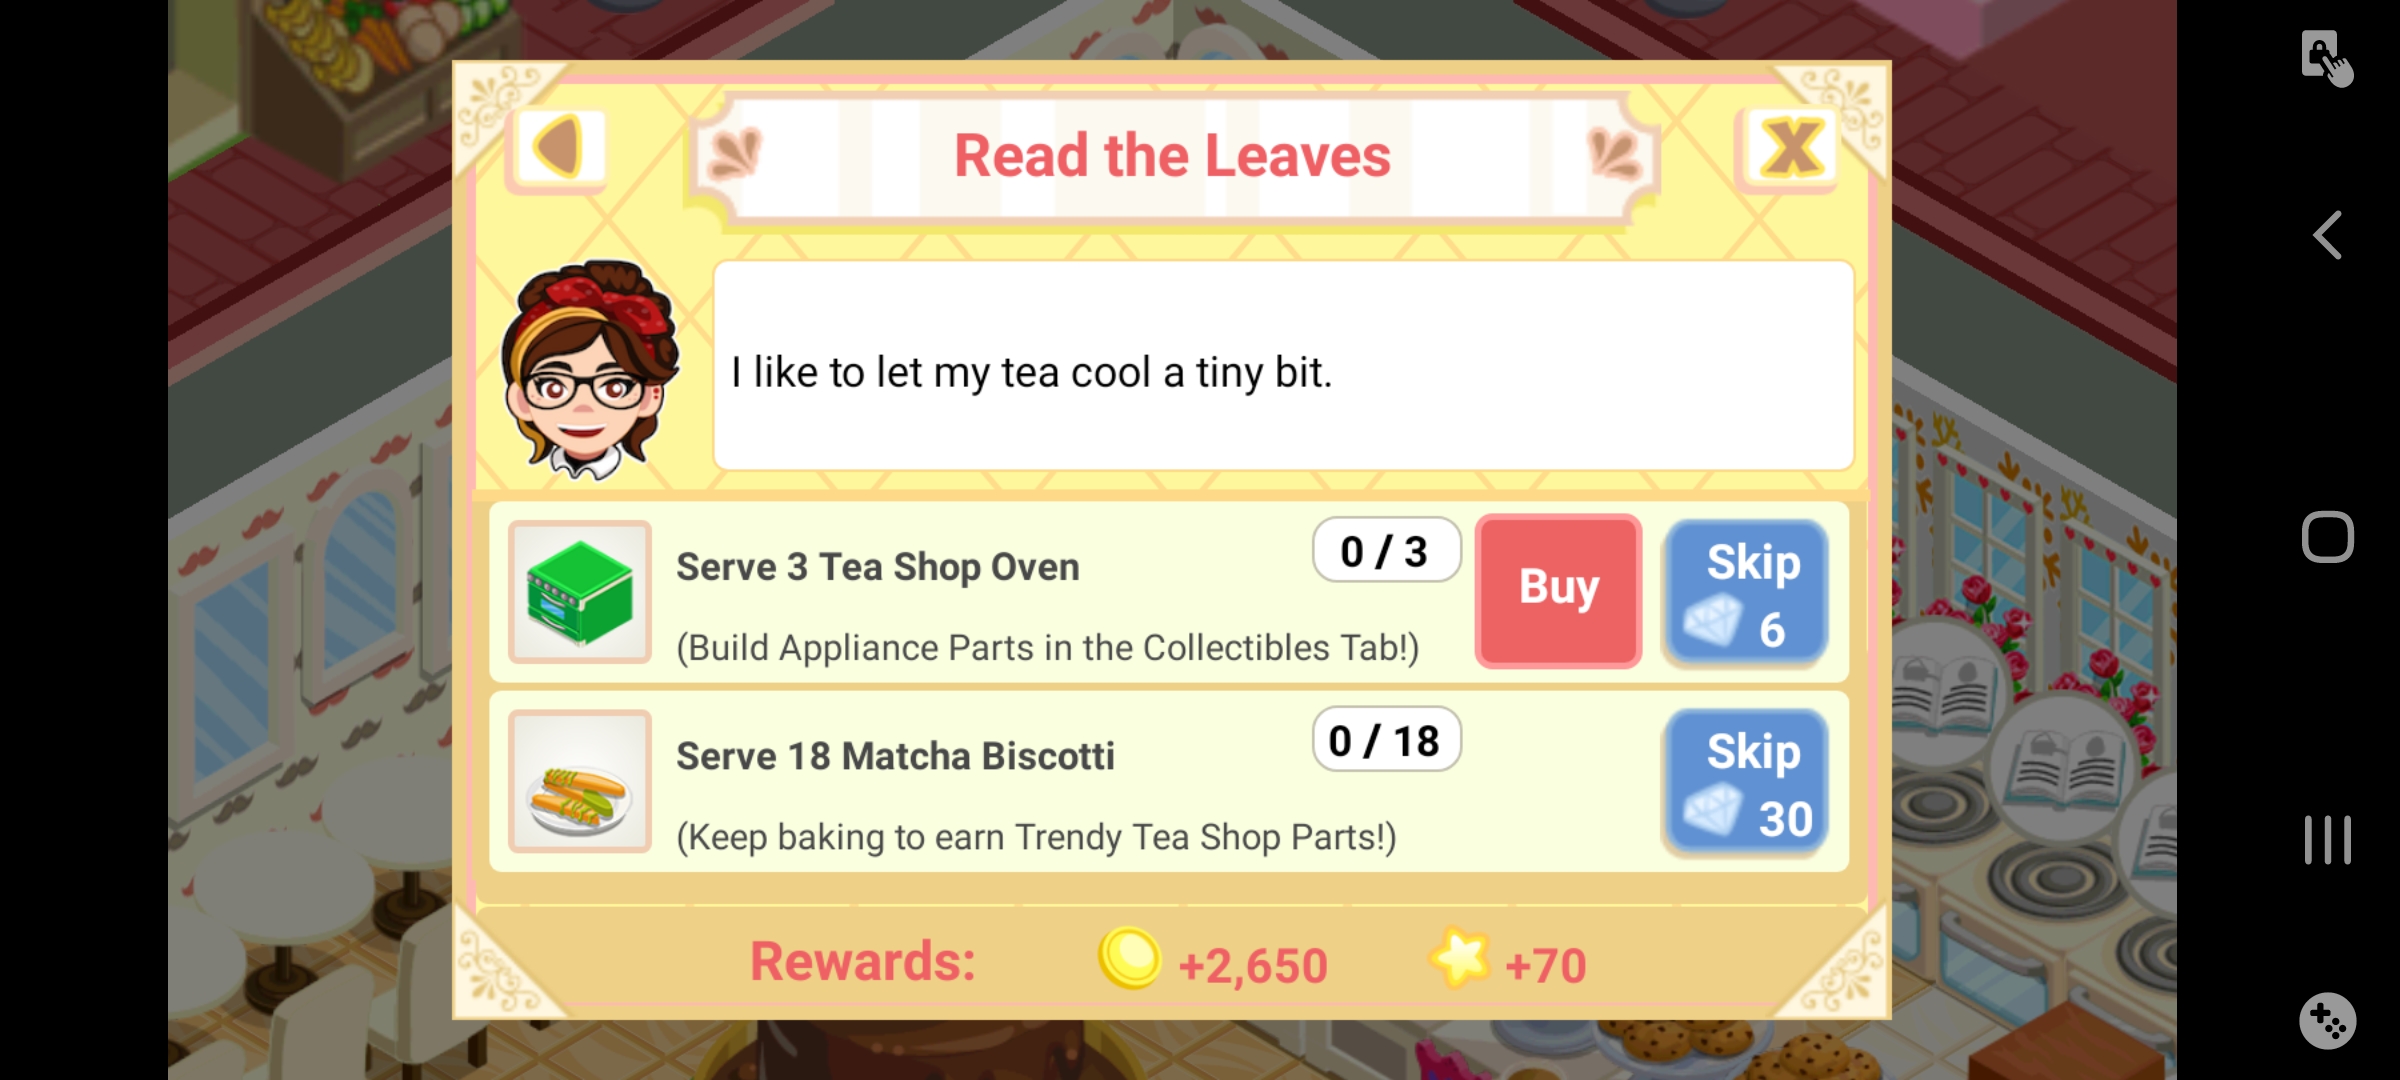 Read the Leaves
I like to let my tea cool a tiny bit.
Serve 3 Tea Shop Oven
0 / 3
Buy
Skip
6
(Build Appliance Parts in the Collectibles Tab!)
Serve 18 Matcha Biscotti
0 / 18
Skip
30
(Keep baking to earn Trendy Tea Shop Parts!)
Rewards:
+2,650
+70